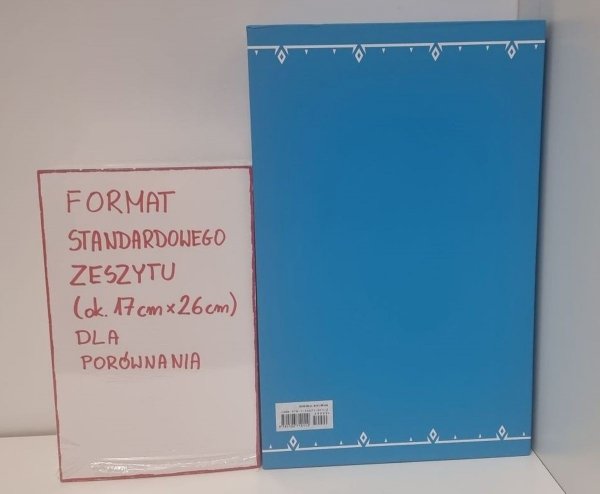 FORMAT
STANDARDOWEGO
ZESZYTU
(ok. 17cm×26cm)
DLA
PORÓWNANIA